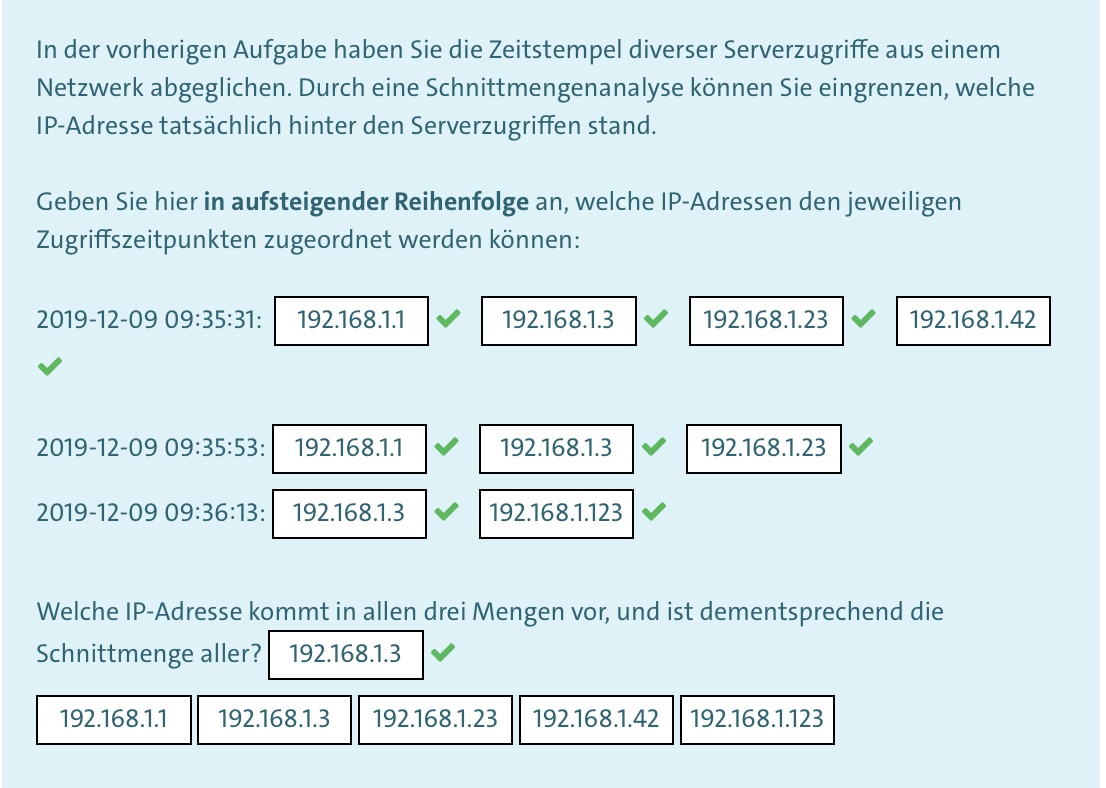 In der vorherigen Aufgabe haben Sie die Zeitstempel diverser Serverzugriffe aus einem
Netzwerk abgeglichen. Durch eine Schnittmengenanalyse können Sie eingrenzen, welche
IP-Adresse tatsächlich hinter den Serverzugriffen stand.
Geben Sie hier in aufsteigender Reihenfolge an, welche IP-Adressen den jeweiligen
Zugriffszeitpunkten zugeordnet werden können:
2019-12-09 09:35:31: 192.168.1.1 192.168.1.3 192.168.1.23 192.168.1.42
2019-12-09 09:35:53: 192.168.1.1 192.168.1.3 192.168.1.23
2019-12-09 09:36:13: 192.168.1.3 192.168.1.123
Welche IP-Adresse kommt in allen drei Mengen vor, und ist dementsprechend die
Schnittmenge aller? 192.168.1.3
192.168.1.1 192.168.1.3 192.168.1.23 192.168.1.42 192.168.1.123